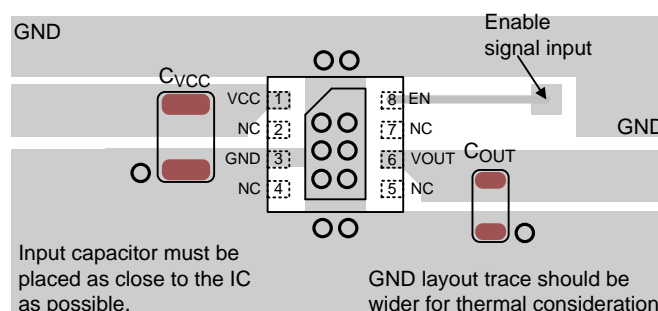 GND
Enable
signal input
CVCC
VCC 1
8 EN
NC 2
7 NC
GND
GND 3
6 VOUT
COUT
NC 4
5 NC
Input capacitor must be
placed as close to the IC
as possible.
GND layout trace should be
wider for thermal consideration